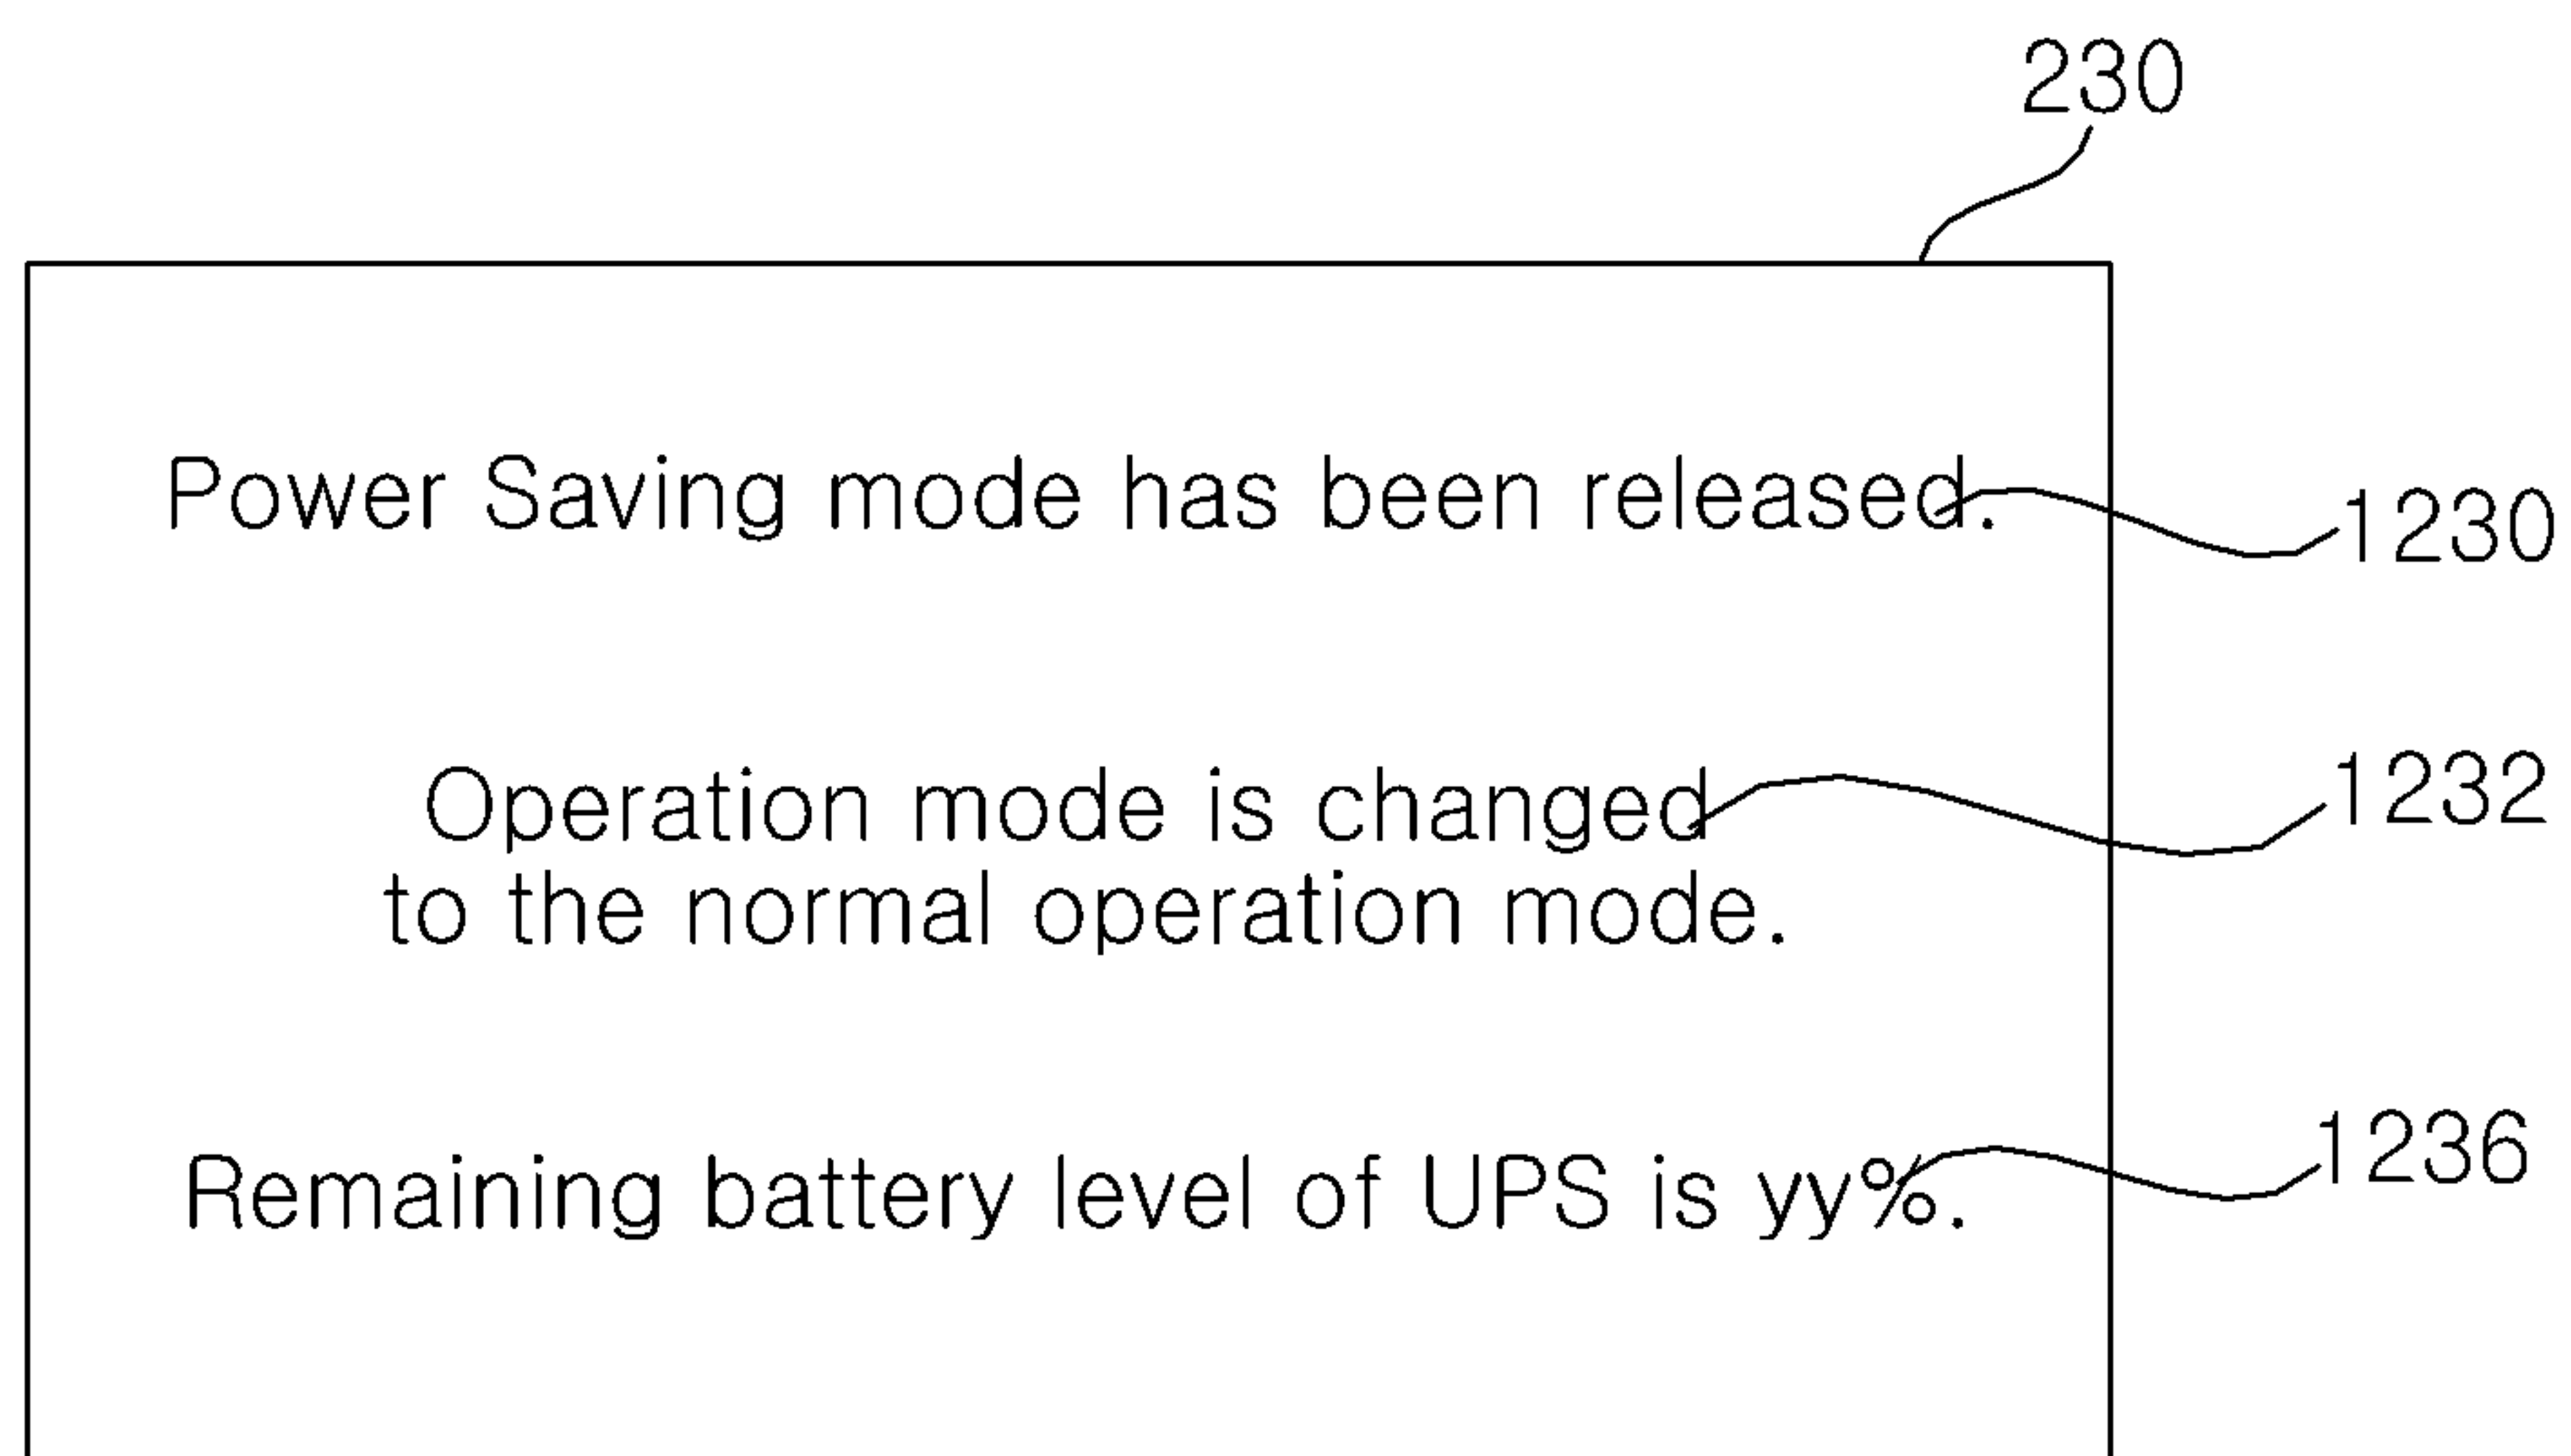 230
Power Saving mode has been released.
1230
Operation mode is changed
1232
to the normal operation mode.
Remaining battery level of UPS is yy%.
1236